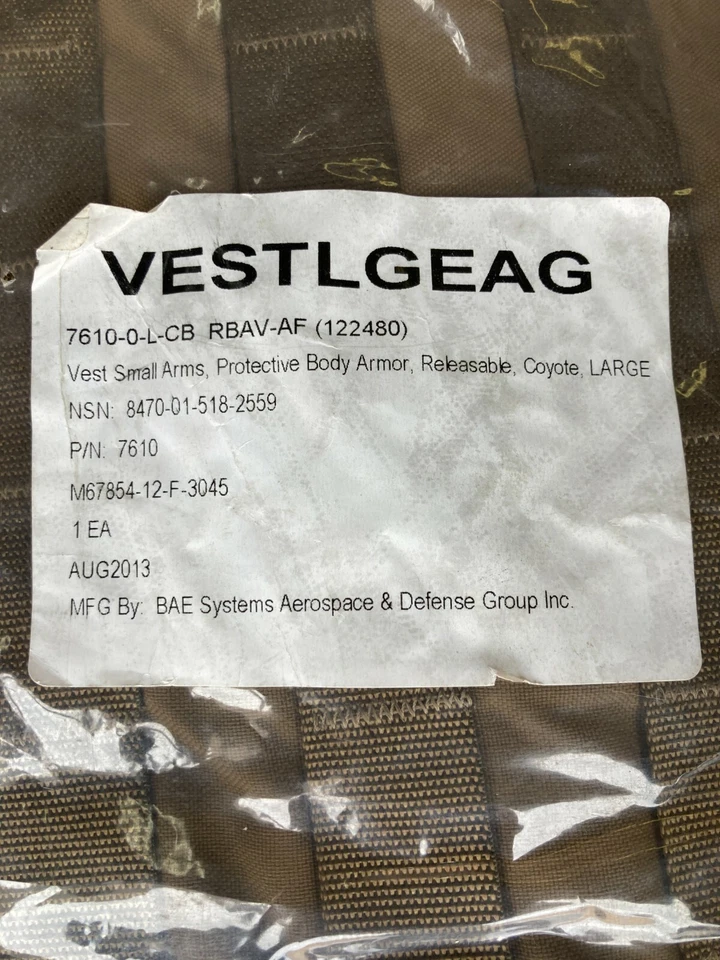 VESTLGEAG
7610-0-L-CB RBAV-AF (122480)
Vest Small Arms, Protective Body Armor, Releasable, Coyote, LARGE
NSN: 8470-01-518-2559
P/N: 7610
M67854-12-F-3045
1 EA
AUG2013
MFG By: BAE Systems Aerospace & Defense Group Inc.